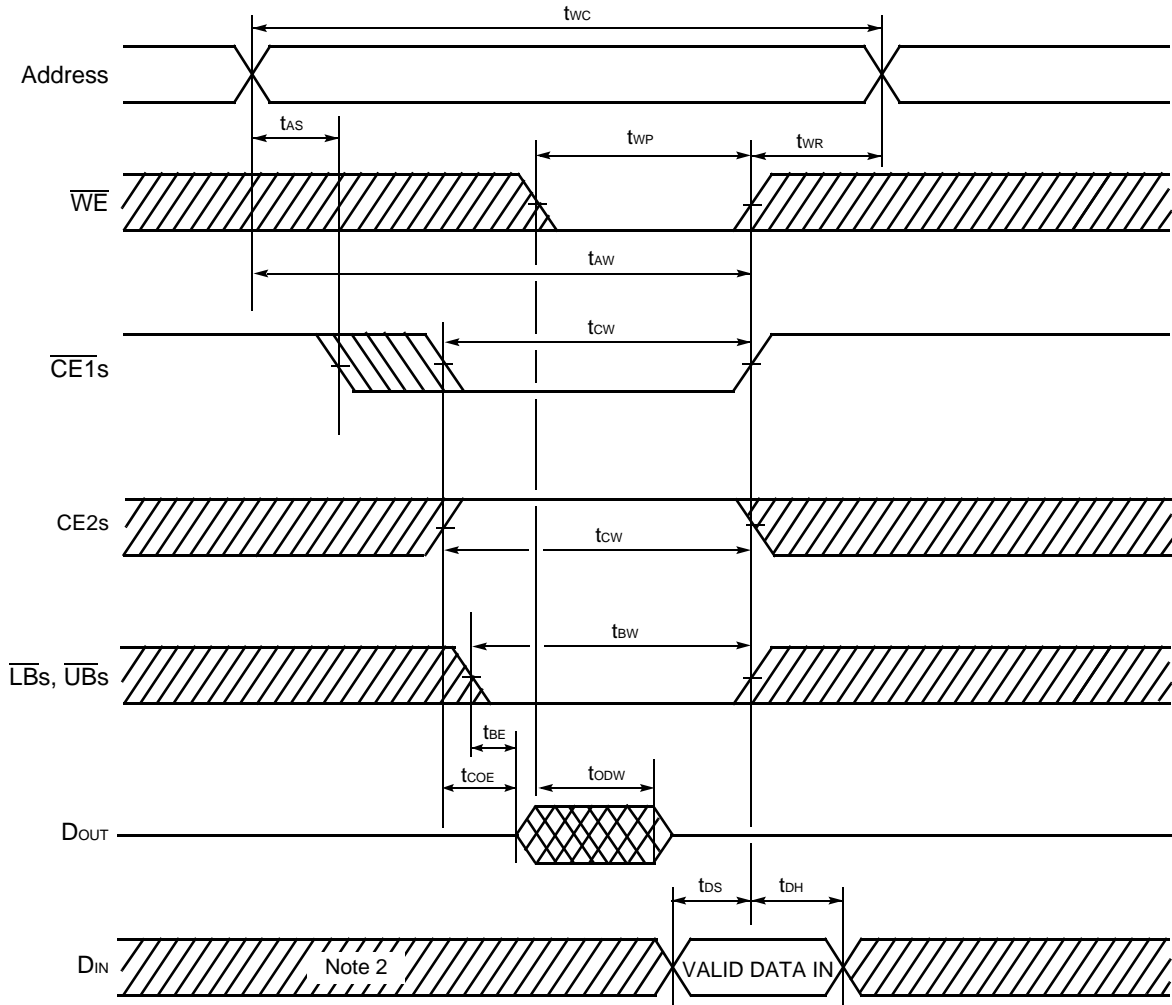 tWC
Address
tAS
tWP
tWR
WE
tAW
tCW
CE1s
CE2s
tCW
tBW
LBs, UBs
tBE
tCOE
tODW
DOUT
tDS
tDH
DIN
Note 2
VALID DATA IN